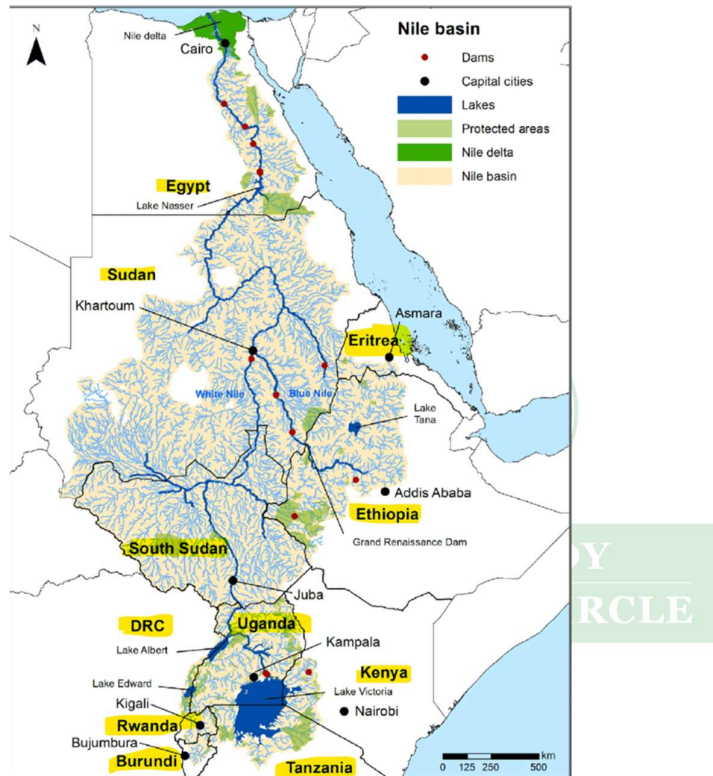 N
Nile delta
Cairo
Nile basin
Dams
Capital cities
Lakes
Protected areas
Nile delta
Nile basin
Egypt
Lake Nasser
Sudan
Khartoum
Asmara
Eritrea
White Nile
Blue Nile
Lake
Tana
Addis Ababa
Ethiopia
Grand Renaissance Dam
South Sudan
Juba
DRC
Uganda
Lake Albert
Kampala
Kenya
Lake Edward
Lake Victoria
Kigali
Nairobi
Rwanda
Bujumbura
Burundi
Tanzania
km
0 125 250 500